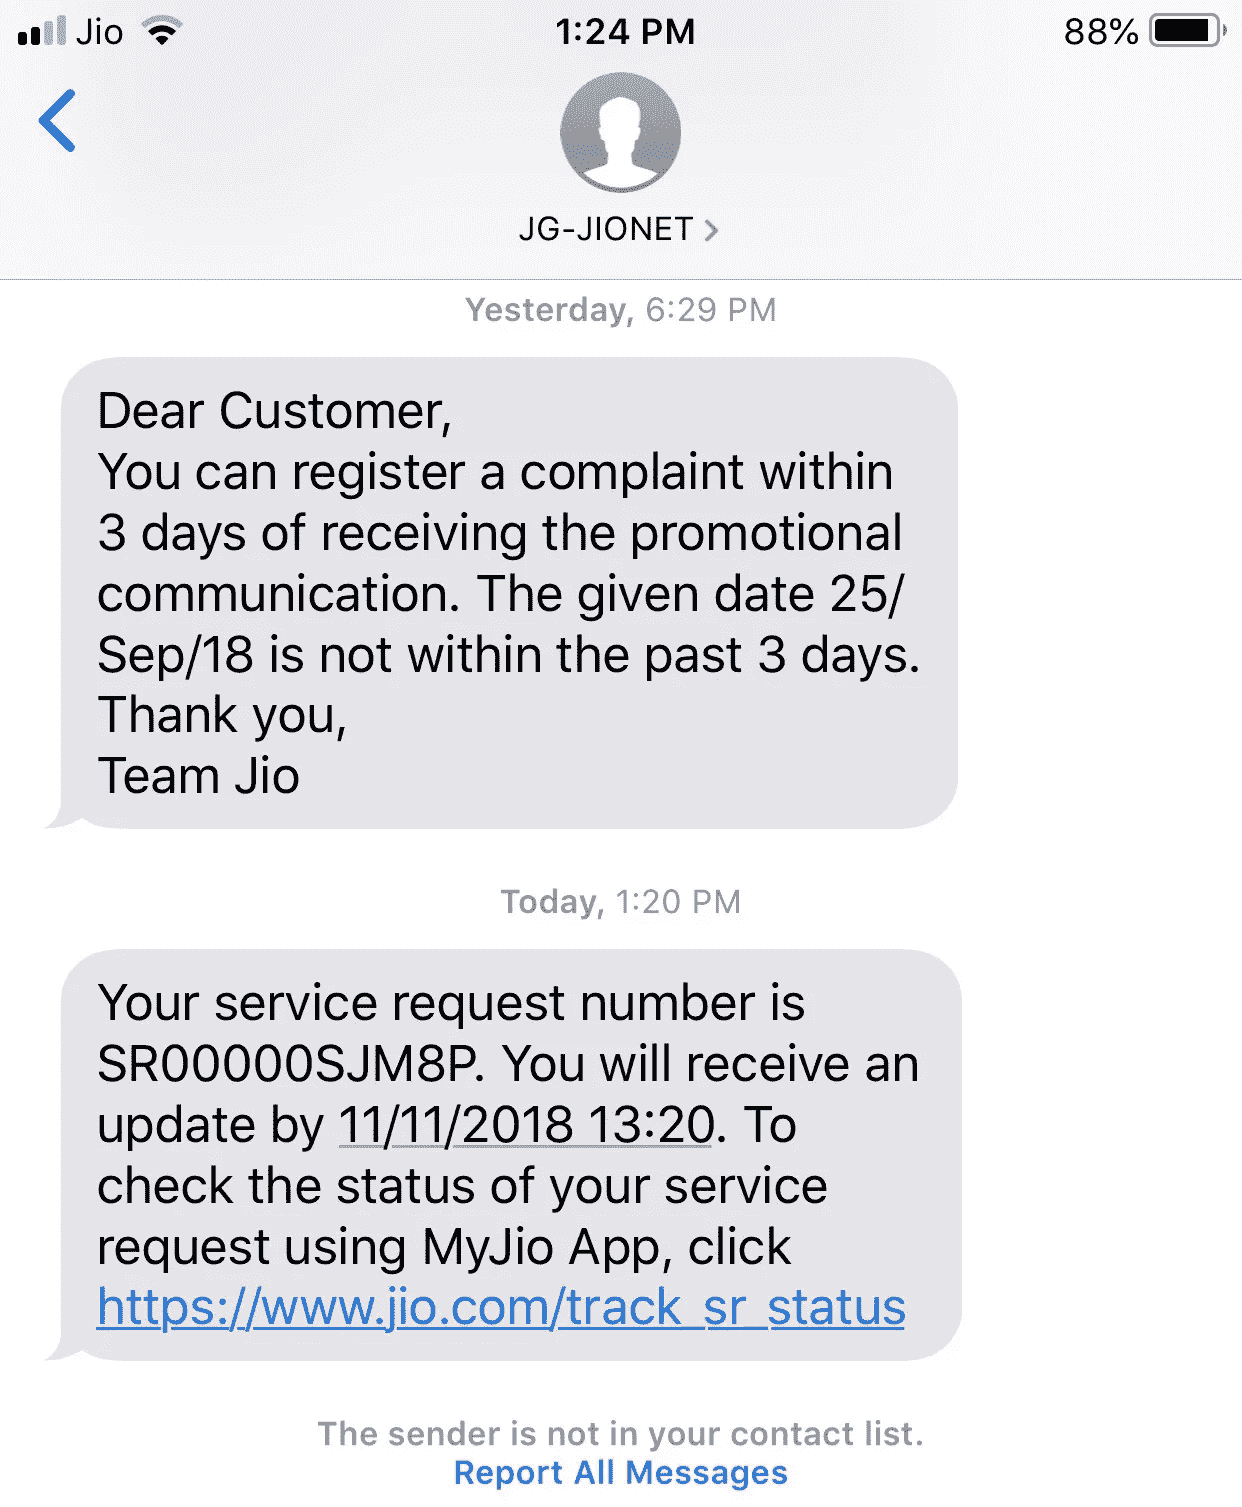 Jio
1:24 PM
88%
JG-JIONET
Yesterday, 6:29 PM
Dear Customer,
You can register a complaint within
3 days of receiving the promotional
communication. The given date 25/
Sep/18 is not within the past 3 days.
Thank you,
Team Jio
Today, 1:20 PM
Your service request number is
SR00000SJM8P. You will receive an
update by 11/11/2018 13:20. To
check the status of your service
request using MyJio App, click
https://www.jio.com/track_sr_status
The sender is not in your contact list.
Report All Messages